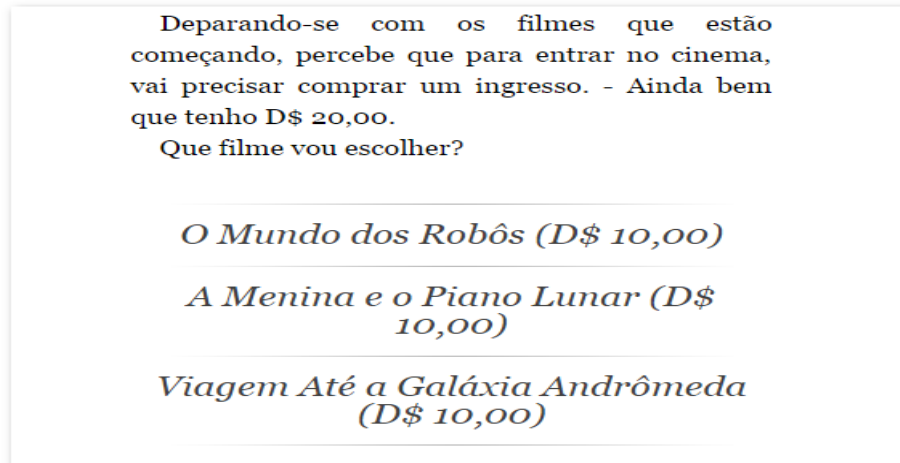 Deparando-se com os filmes que estão
começando, percebe que para entrar no cinema,
vai precisar comprar um ingresso. - Ainda bem
que tenho D$ 20,00.
Que filme vou escolher?
O Mundo dos Robôs (D$ 10,00)
A Menina e o Piano Lunar (D$
10,00)
Viagem Até a Galáxia Andrômeda
(D$ 10,00)